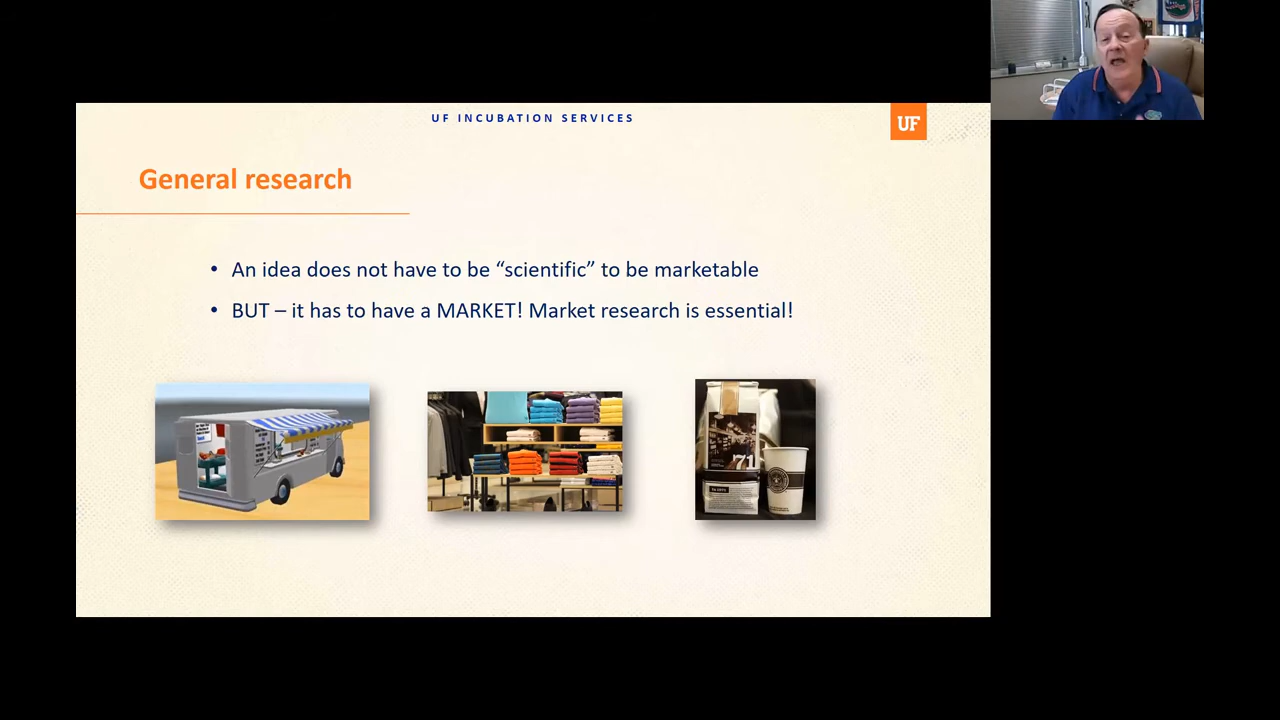 UF INCUBATION SERVICES
UF
General research
• An idea does not have to be “scientific” to be marketable
• BUT – it has to have a MARKET! Market research is essential!